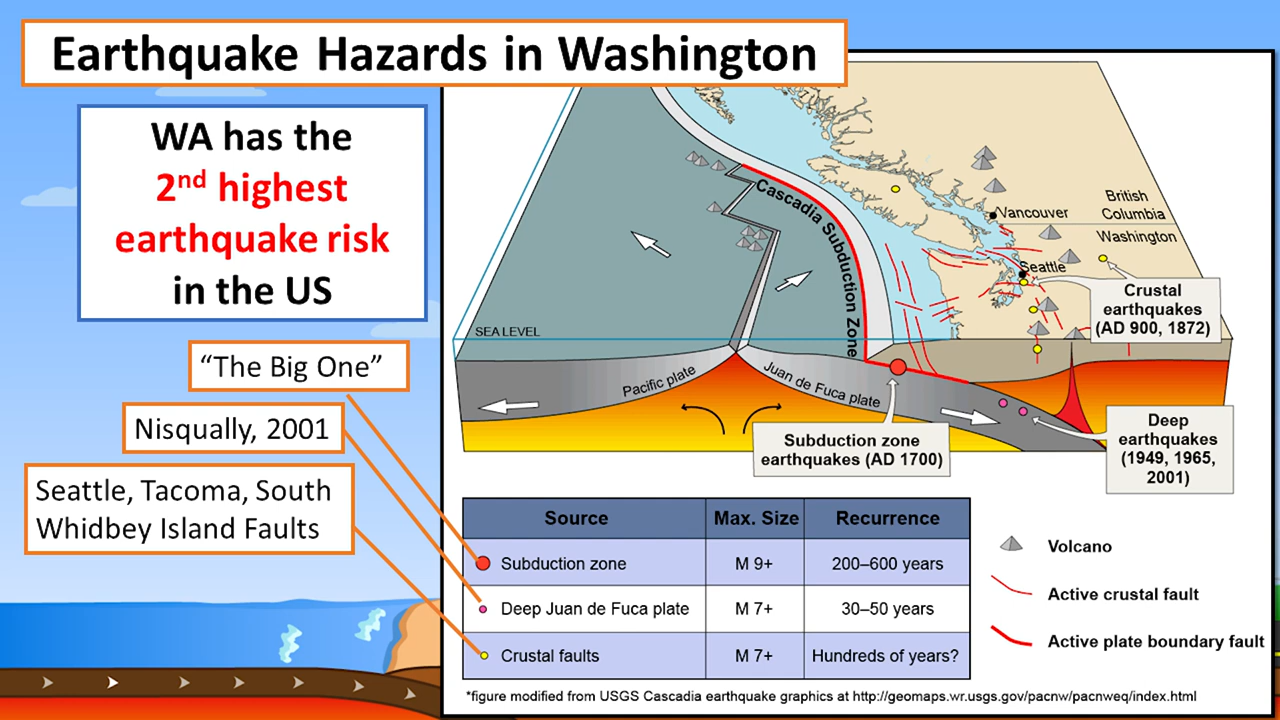 Earthquake Hazards in Washington
WA has the
2nd highest
earthquake risk
in the US
"The Big One"
Nisqually, 2001
Seattle, Tacoma, South
Whidbey Island Faults
Cascadia Subduction Zone
British
Columbia
Vancouver
Washington
Seattle
Crustal
earthquakes
(AD 900, 1872)
SEA LEVEL
Pacific plate
Juan de Fuca plate
Subduction zone
earthquakes (AD 1700)
Deep
earthquakes
(1949, 1965,
2001)
Source Max. Size Recurrence
Subduction zone M 9+ 200–600 years
Deep Juan de Fuca plate M 7+ 30–50 years
Crustal faults M 7+ Hundreds of years?
Volcano
Active crustal fault
Active plate boundary fault
*figure modified from USGS Cascadia earthquake graphics at http://geomaps.wr.usgs.gov/pacnw/pacnweq/index.html